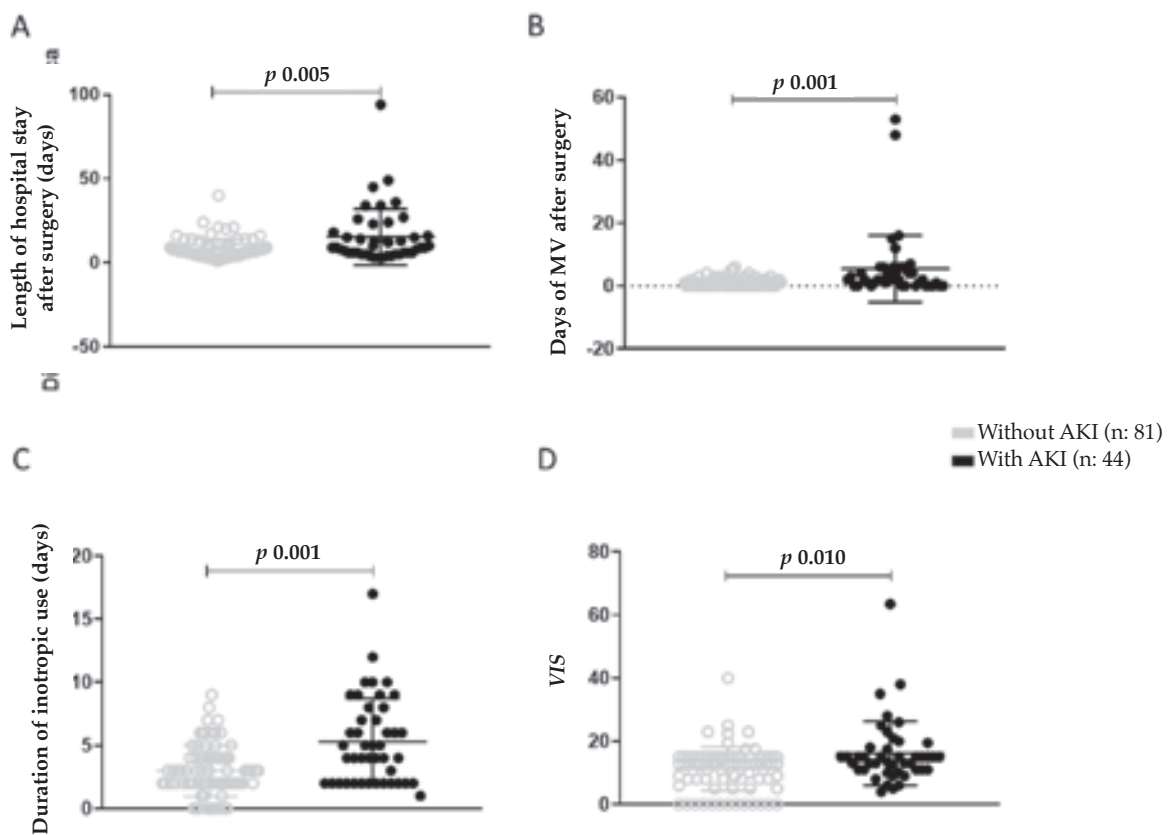 A
B
p 0.005
p 0.001
Length of hospital stay
after surgery (days)
100
50
0
-50
Days of MV after surgery
60
40
20
0
-20
Without AKI (n: 81)
With AKI (n: 44)
C
D
p 0.001
p 0.010
Duration of inotropic use (days)
20
15
10
5
0
VIS
80
60
40
20
0